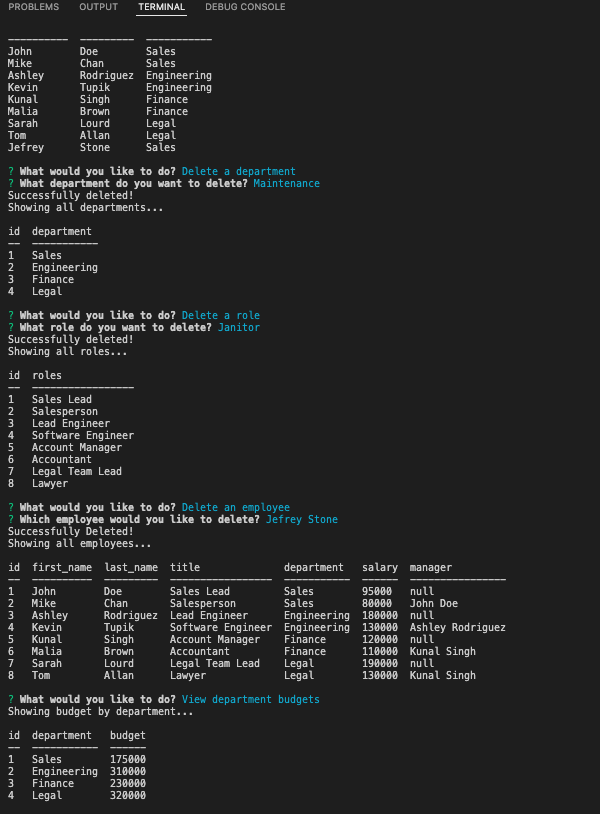 PROBLEMS OUTPUT TERMINAL DEBUG CONSOLE
John Doe Sales
Mike Chan Sales
Ashley Rodriguez Engineering
Kevin Tupik Engineering
Kunal Singh Finance
Malia Brown Finance
Sarah Lourd Legal
Tom Allan Legal
Jefrey Stone Sales
? What would you like to do? Delete a department
? What department do you want to delete? Maintenance
Successfully deleted!
Showing all departments...
id department
1 Sales
2 Engineering
3 Finance
4 Legal
? What would you like to do? Delete a role
? What role do you want to delete? Janitor
Successfully deleted!
Showing all roles...
id roles
1 Sales Lead
2 Salesperson
3 Lead Engineer
4 Software Engineer
5 Account Manager
6 Accountant
7 Legal Team Lead
8 Lawyer
? What would you like to do? Delete an employee
? Which employee would you like to delete? Jefrey Stone
Successfully Deleted!
Showing all employees...
id first_name last_name title department salary manager
1 John Doe Sales Lead Sales 95000 null
2 Mike Chan Salesperson Sales 80000 John Doe
3 Ashley Rodriguez Lead Engineer Engineering 180000 null
4 Kevin Tupik Software Engineer Engineering 130000 Ashley Rodriguez
5 Kunal Singh Account Manager Finance 120000 null
6 Malia Brown Accountant Finance 110000 Kunal Singh
7 Sarah Lourd Legal Team Lead Legal 190000 null
8 Tom Allan Lawyer Legal 130000 Kunal Singh
? What would you like to do? View department budgets
Showing budget by department...
id department budget
1 Sales 175000
2 Engineering 310000
3 Finance 230000
4 Legal 320000